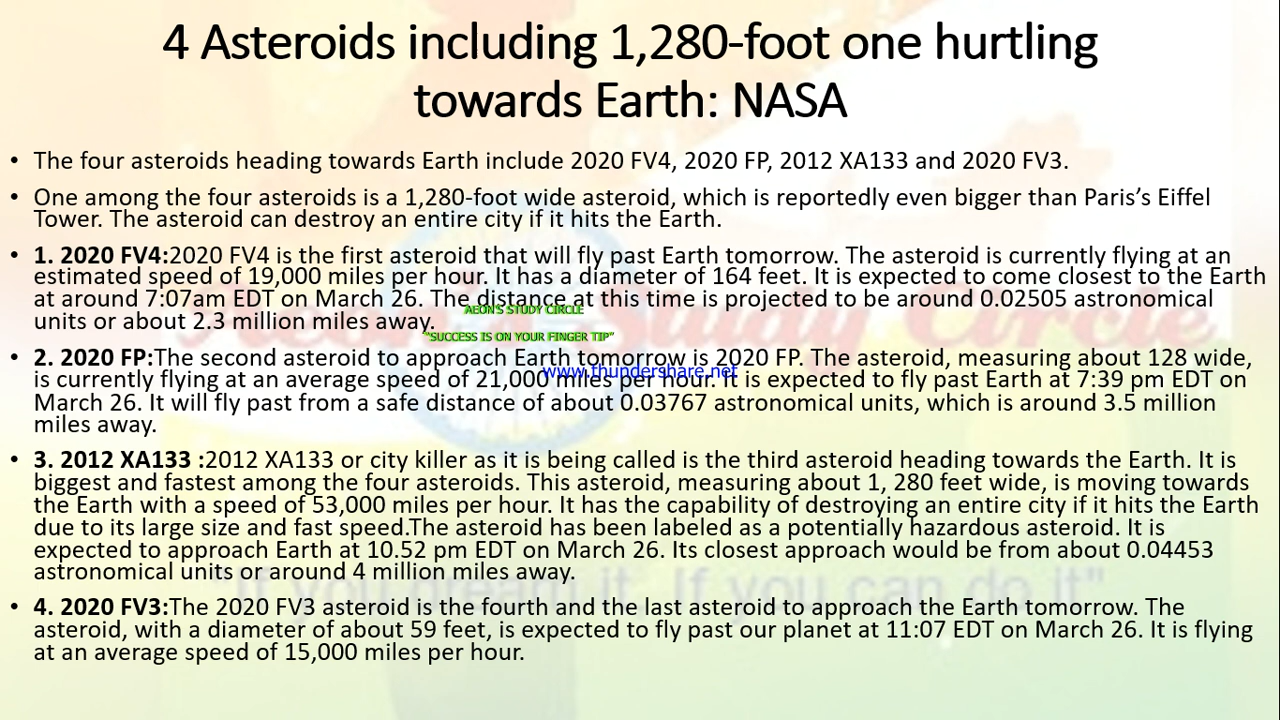 4 Asteroids including 1,280-foot one hurtling
towards Earth: NASA
• The four asteroids heading towards Earth include 2020 FV4, 2020 FP, 2012 XA133 and 2020 FV3.
• One among the four asteroids is a 1,280-foot wide asteroid, which is reportedly even bigger than Paris’s Eiffel
Tower. The asteroid can destroy an entire city if it hits the Earth.
• 1. 2020 FV4:2020 FV4 is the first asteroid that will fly past Earth tomorrow. The asteroid is currently flying at an
estimated speed of 19,000 miles per hour. It has a diameter of 164 feet. It is expected to come closest to the Earth
at around 7:07am EDT on March 26. The distance at this time is projected to be around 0.02505 astronomical
units or about 2.3 million miles away.
AEON'S STUDY CIRCLE
"SUCCESS IS ON YOUR FINGER TIP"
www.thundershare.net
• 2. 2020 FP:The second asteroid to approach Earth tomorrow is 2020 FP. The asteroid, measuring about 128 wide,
is currently flying at an average speed of 21,000 miles per hour. It is expected to fly past Earth at 7:39 pm EDT on
March 26. It will fly past from a safe distance of about 0.03767 astronomical units, which is around 3.5 million
miles away.
• 3. 2012 XA133 :2012 XA133 or city killer as it is being called is the third asteroid heading towards the Earth. It is
biggest and fastest among the four asteroids. This asteroid, measuring about 1, 280 feet wide, is moving towards
the Earth with a speed of 53,000 miles per hour. It has the capability of destroying an entire city if it hits the Earth
due to its large size and fast speed.The asteroid has been labeled as a potentially hazardous asteroid. It is
expected to approach Earth at 10.52 pm EDT on March 26. Its closest approach would be from about 0.04453
astronomical units or around 4 million miles away.
• 4. 2020 FV3:The 2020 FV3 asteroid is the fourth and the last asteroid to approach the Earth tomorrow. The
asteroid, with a diameter of about 59 feet, is expected to fly past our planet at 11:07 EDT on March 26. It is flying
at an average speed of 15,000 miles per hour.